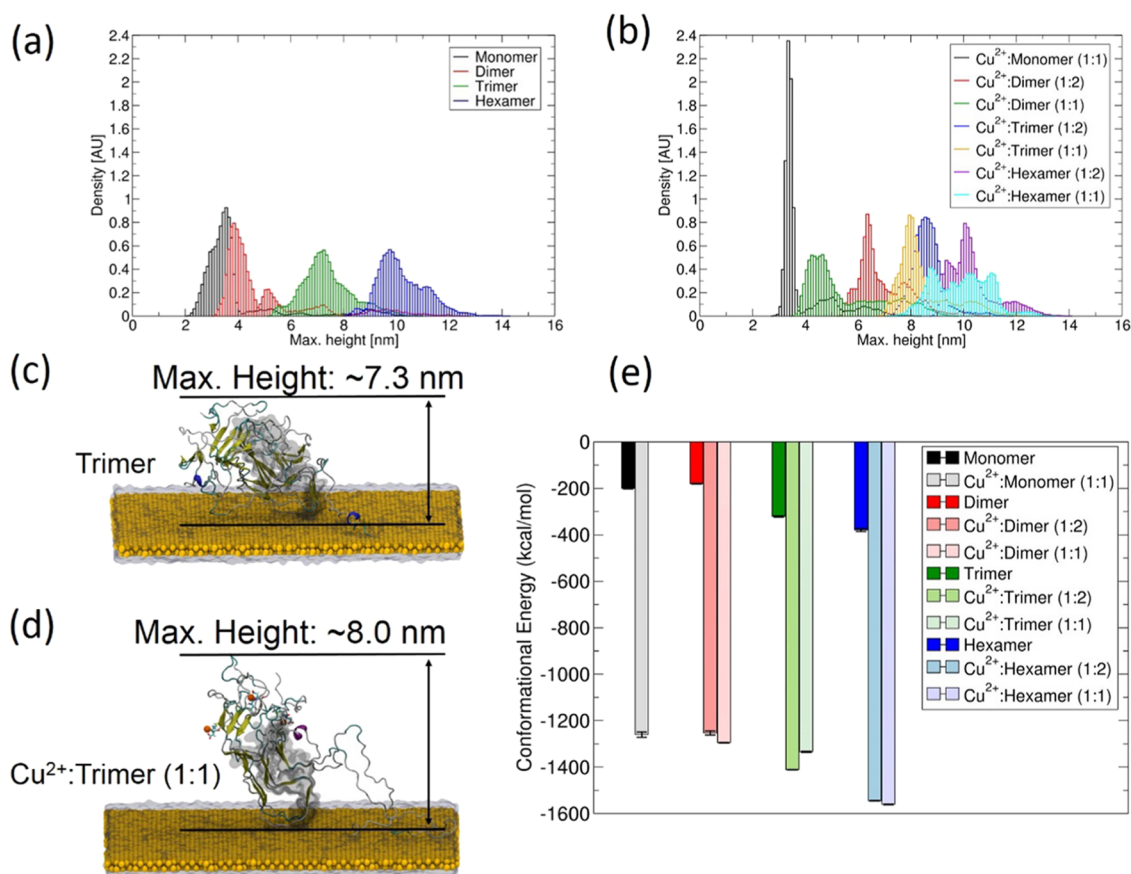 (a)
2.4
2.2
2
1.8
1.6
1.4
1.2
1
0.8
0.6
0.4
0.2
0
Density [AU]
0 2 4 6 8 10 12 14 16
Max. height [nm]
Monomer
Dimer
Trimer
Hexamer
(b)
2.4
2.2
2
1.8
1.6
1.4
1.2
1
0.8
0.6
0.4
0.2
0
Density [AU]
0 2 4 6 8 10 12 14 16
Max. height [nm]
Cu²⁺:Monomer (1:1)
Cu²⁺:Dimer (1:2)
Cu²⁺:Dimer (1:1)
Cu²⁺:Trimer (1:2)
Cu²⁺:Trimer (1:1)
Cu²⁺:Hexamer (1:2)
Cu²⁺:Hexamer (1:1)
(c)
Max. Height: ~7.3 nm
Trimer
(d)
Max. Height: ~8.0 nm
Cu²⁺:Trimer (1:1)
(e)
0
-200
-400
-600
-800
-1000
-1200
-1400
-1600
Conformational Energy (kcal/mol)
Monomer
Cu²⁺:Monomer (1:1)
Dimer
Cu²⁺:Dimer (1:2)
Cu²⁺:Dimer (1:1)
Trimer
Cu²⁺:Trimer (1:2)
Cu²⁺:Trimer (1:1)
Hexamer
Cu²⁺:Hexamer (1:2)
Cu²⁺:Hexamer (1:1)